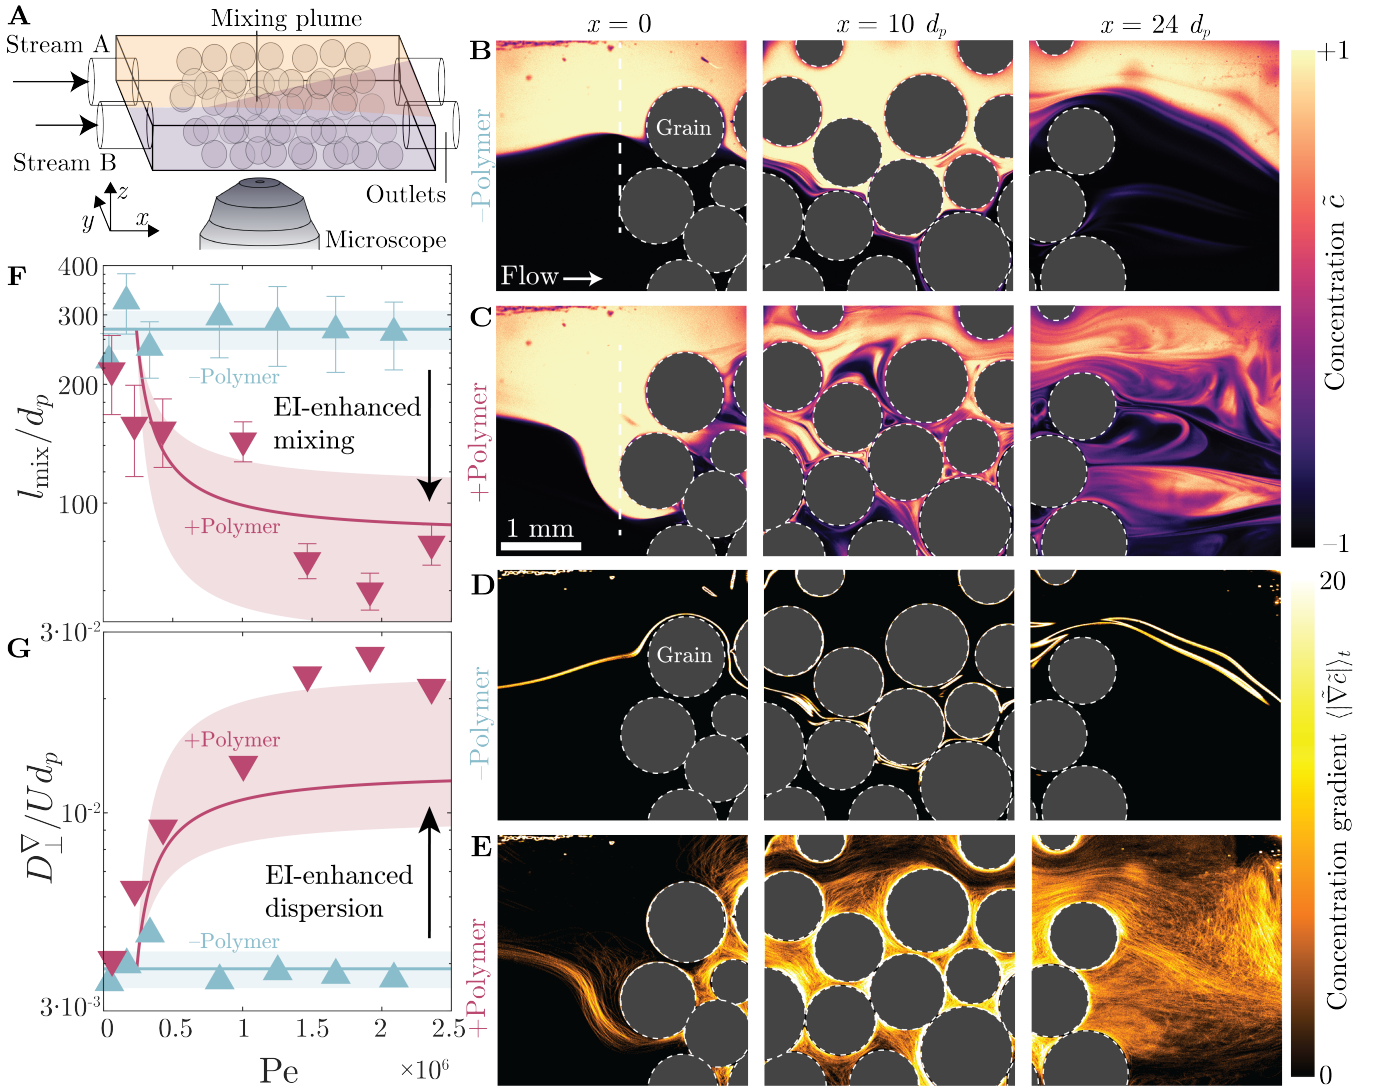 A
Mixing plume
Stream A
Stream B
Outlets
z
y
x
Microscope
x = 0
x = 10 d_p
x = 24 d_p
B
–Polymer
Grain
Flow
+1
Concentration c̃
–1
C
+Polymer
1 mm
D
–Polymer
Grain
20
Concentration gradient ⟨|∇̃c̃|⟩_t
0
E
+Polymer
F
400
300
200
100
l_mix/d_p
–Polymer
EI-enhanced
mixing
+Polymer
G
3·10⁻²
10⁻²
3·10⁻³
D_⊥^∇/Ud_p
+Polymer
EI-enhanced
dispersion
–Polymer
0
0.5
1
1.5
2
2.5
Pe
×10⁶